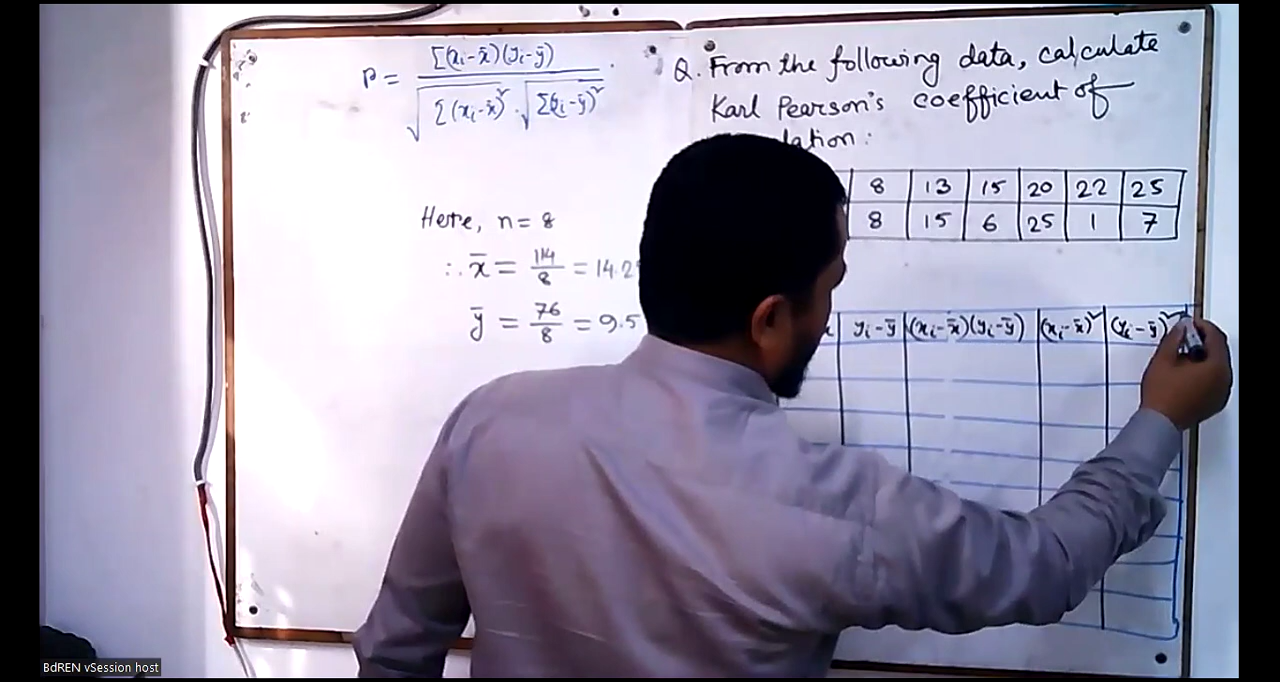 P = Σ(xᵢ-x̄)(yᵢ-ȳ) / √Σ(xᵢ-x̄)² · √Σ(yᵢ-ȳ)²
Here, n = 8
∴ x̄ = 114/8 = 14.2
ȳ = 76/8 = 9.5
Q. From the following data, calculate
Karl Pearson's coefficient of
lation :
8 13 15 20 22 25
8 15 6 25 1 7
yᵢ-ȳ (xᵢ-x̄)(yᵢ-ȳ) (xᵢ-x̄)² (yᵢ-ȳ)²
BdREN vSession host